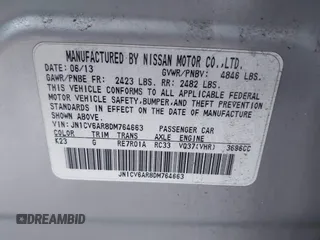 MANUFACTURED BY NISSAN MOTOR CO.,LTD.
DATE: 06/13 GVWR/PNBV: 4846 LBS.
GAWR/PNBE FR: 2423 LBS. RR: 2482 LBS.
THIS VEHICLE CONFORMS TO ALL APPLICABLE FEDERAL
MOTOR VEHICLE SAFETY,BUMPER,AND THEFT PREVENTION
STANDARDS IN EFFECT ON THE DATE OF MANUFACTURE
SHOWN ABOVE.
VIN: JN1CV6AR8DM764663 PASSENGER CAR
COLOR TRIM TRANS AXLE ENGINE
K23 G RE7R01A RC33 VQ37(VHR) 3696CC
JN1CV6AR8DM764663
DREAMBID